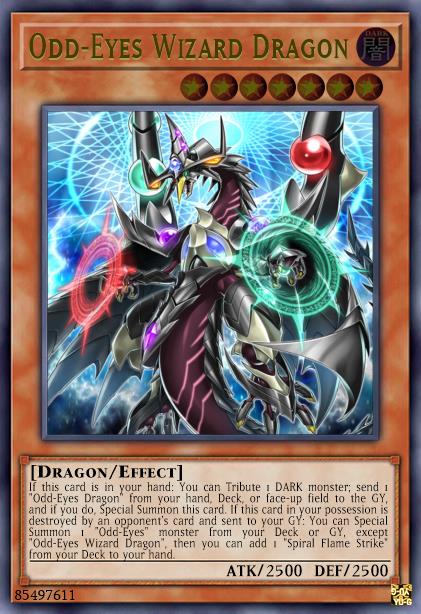 ODD-EYES WIZARD DRAGON
DARK
闇
[DRAGON/EFFECT]
If this card is in your hand: You can Tribute 1 DARK monster; send 1
"Odd-Eyes Dragon" from your hand, Deck, or face-up field to the GY,
and if you do, Special Summon this card. If this card in your possession is
destroyed by an opponent's card and sent to your GY: You can Special
Summon 1 "Odd-Eyes" monster from your Deck or GY, except
"Odd-Eyes Wizard Dragon", then you can add 1 "Spiral Flame Strike"
from your Deck to your hand.
ATK/2500 DEF/2500
85497611